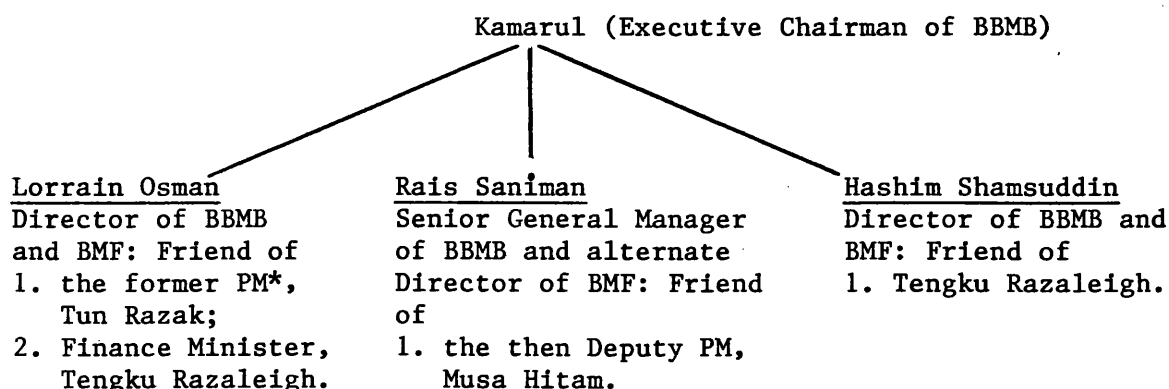 Kamarul (Executive Chairman of BBMB)
Lorrain Osman
Director of BBMB
and BMF: Friend of
1. the former PM*,
Tun Razak;
2. Finance Minister,
Tengku Razaleigh.
Rais Saniman
Senior General Manager
of BBMB and alternate
Director of BMF: Friend
of
1. the then Deputy PM,
Musa Hitam.
Hashim Shamsuddin
Director of BBMB and
BMF: Friend of
1. Tengku Razaleigh.